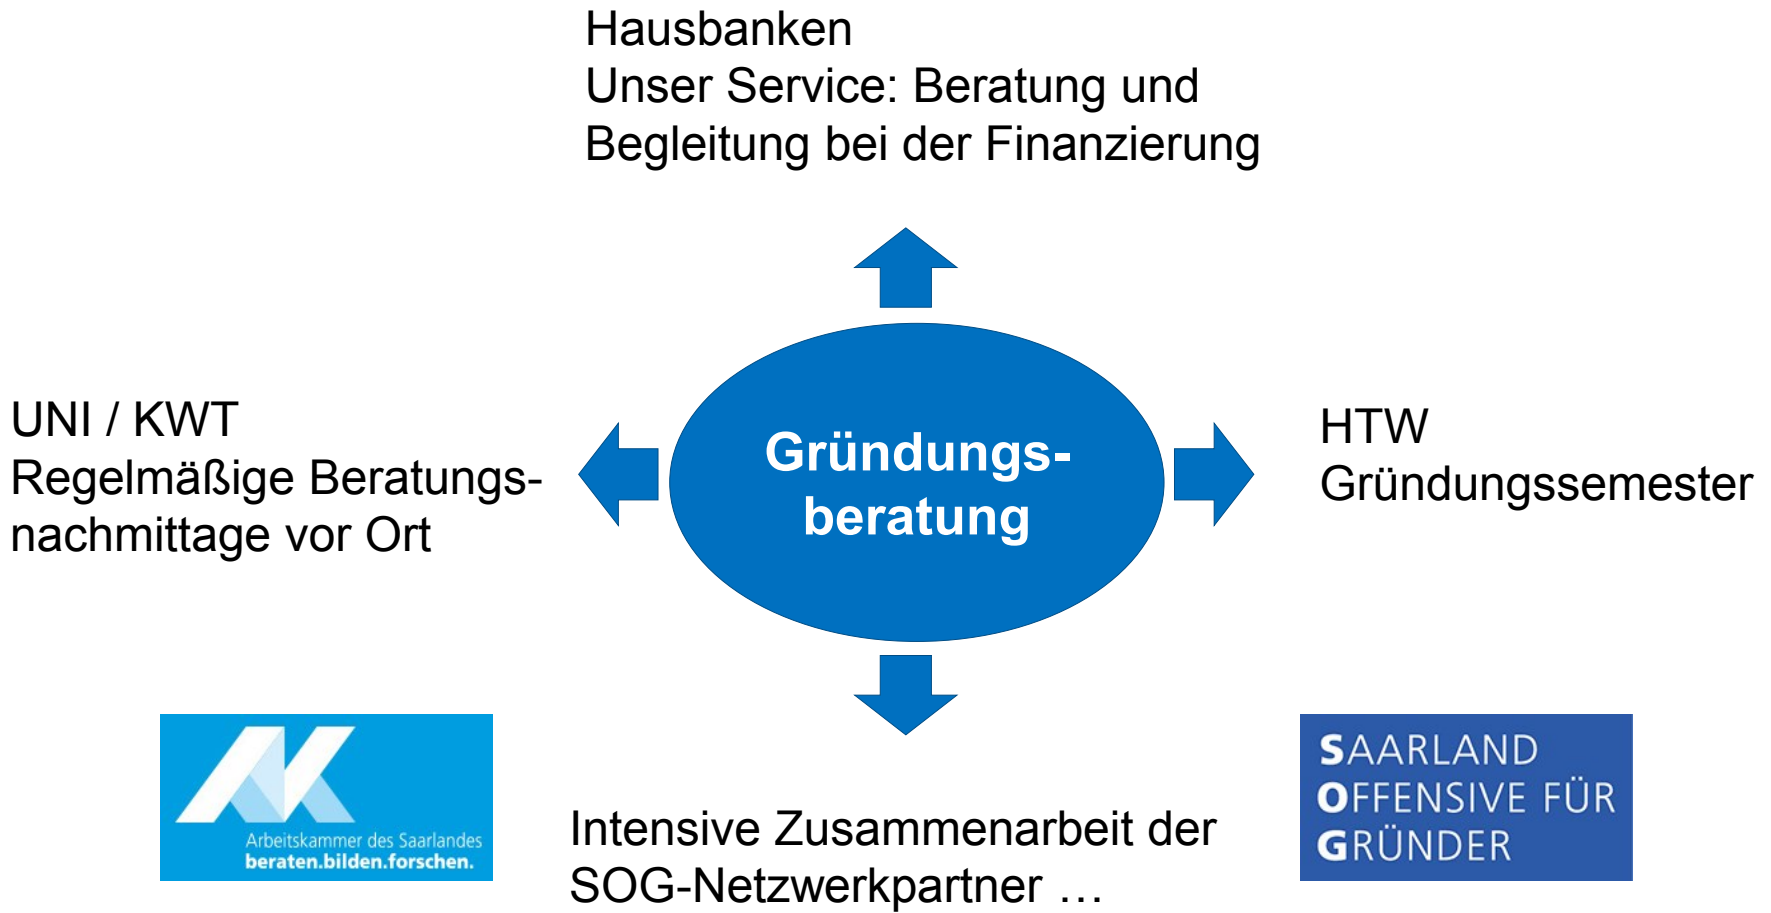 Hausbanken
Unser Service: Beratung und
Begleitung bei der Finanzierung
UNI / KWT
Regelmäßige Beratungs-
nachmittage vor Ort
Gründungs-
beratung
HTW
Gründungssemester
AK
Arbeitskammer des Saarlandes
beraten.bilden.forschen.
Intensive Zusammenarbeit der
SOG-Netzwerkpartner …
SAARLAND
OFFENSIVE FÜR
GRÜNDER